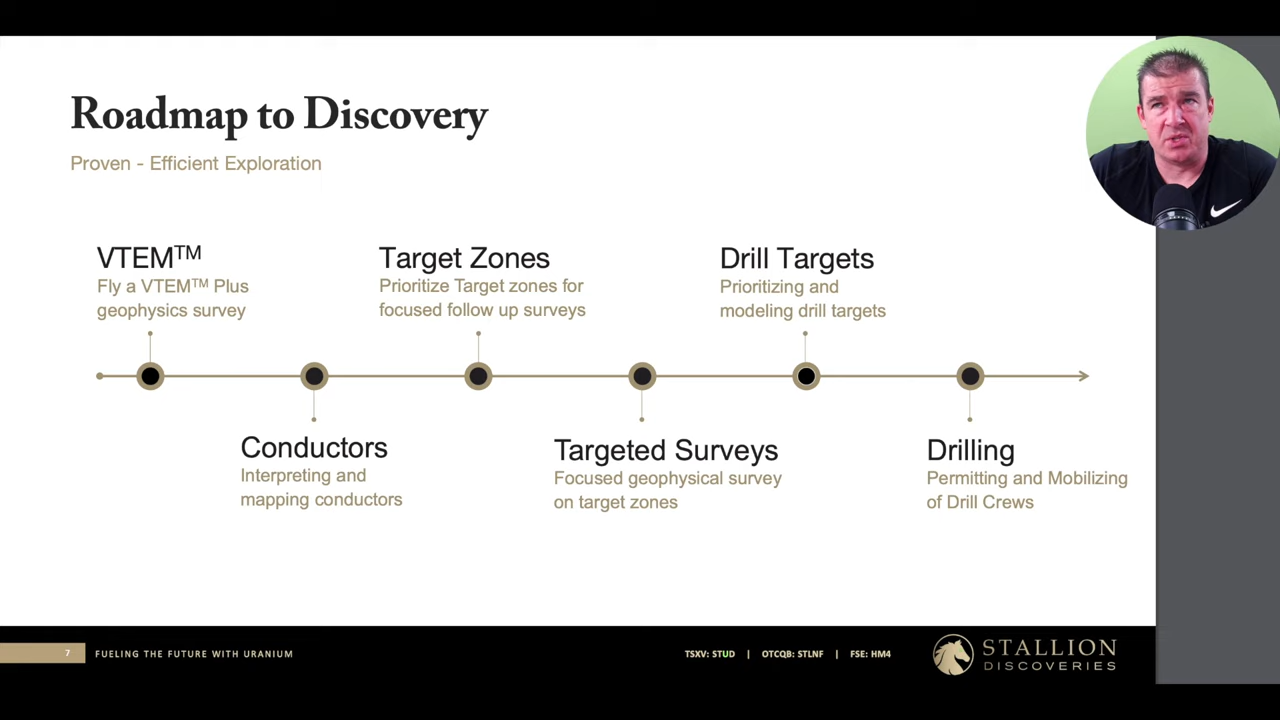 Roadmap to Discovery
Proven - Efficient Exploration
VTEM™
Fly a VTEM™ Plus
geophysics survey
Conductors
Interpreting and
mapping conductors
Target Zones
Prioritize Target zones for
focused follow up surveys
Targeted Surveys
Focused geophysical survey
on target zones
Drill Targets
Prioritizing and
modeling drill targets
Drilling
Permitting and Mobilizing
of Drill Crews
7
FUELING THE FUTURE WITH URANIUM
TSXV: STUD | OTCQB: STLNF | FSE: HM4
STALLION
DISCOVERIES